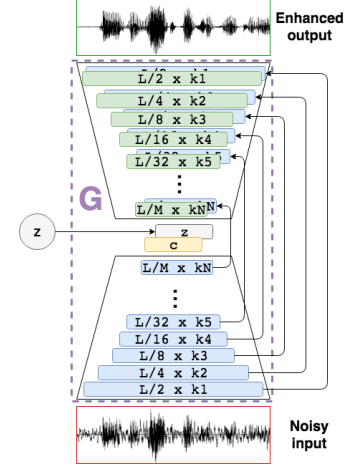 Enhanced
output
L/2 x k1
L/4 x k2
L/8 x k3
L/16 x k4
L/32 x k5
L/M x kN
N
G
z
z
c
L/M x kN
L/32 x k5
L/16 x k4
L/8 x k3
L/4 x k2
L/2 x k1
Noisy
input